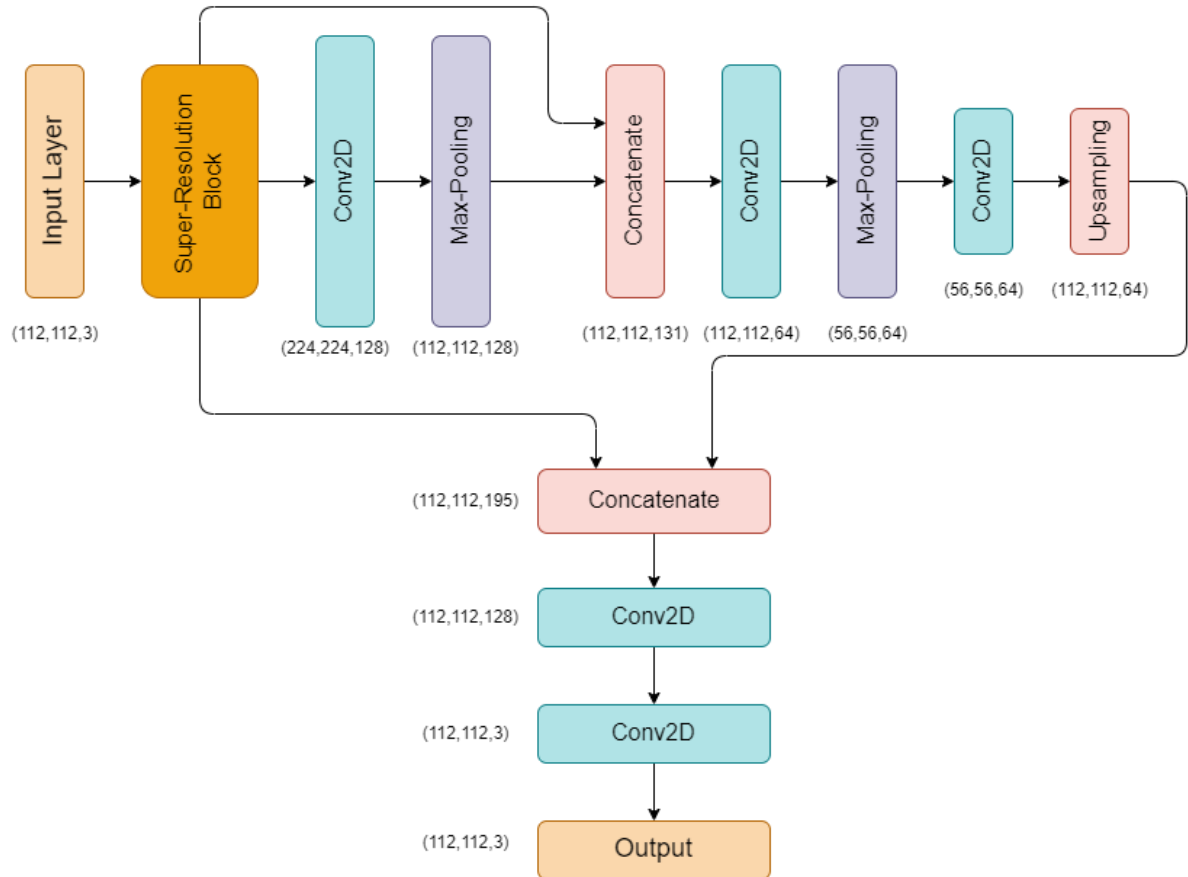 Input Layer
(112,112,3)
Super-Resolution
Block
Conv2D
(224,224,128)
Max-Pooling
(112,112,128)
Concatenate
(112,112,131)
Conv2D
(112,112,64)
Max-Pooling
(56,56,64)
Conv2D
(56,56,64)
Upsampling
(112,112,64)
(112,112,195)
Concatenate
(112,112,128)
Conv2D
(112,112,3)
Conv2D
(112,112,3)
Output